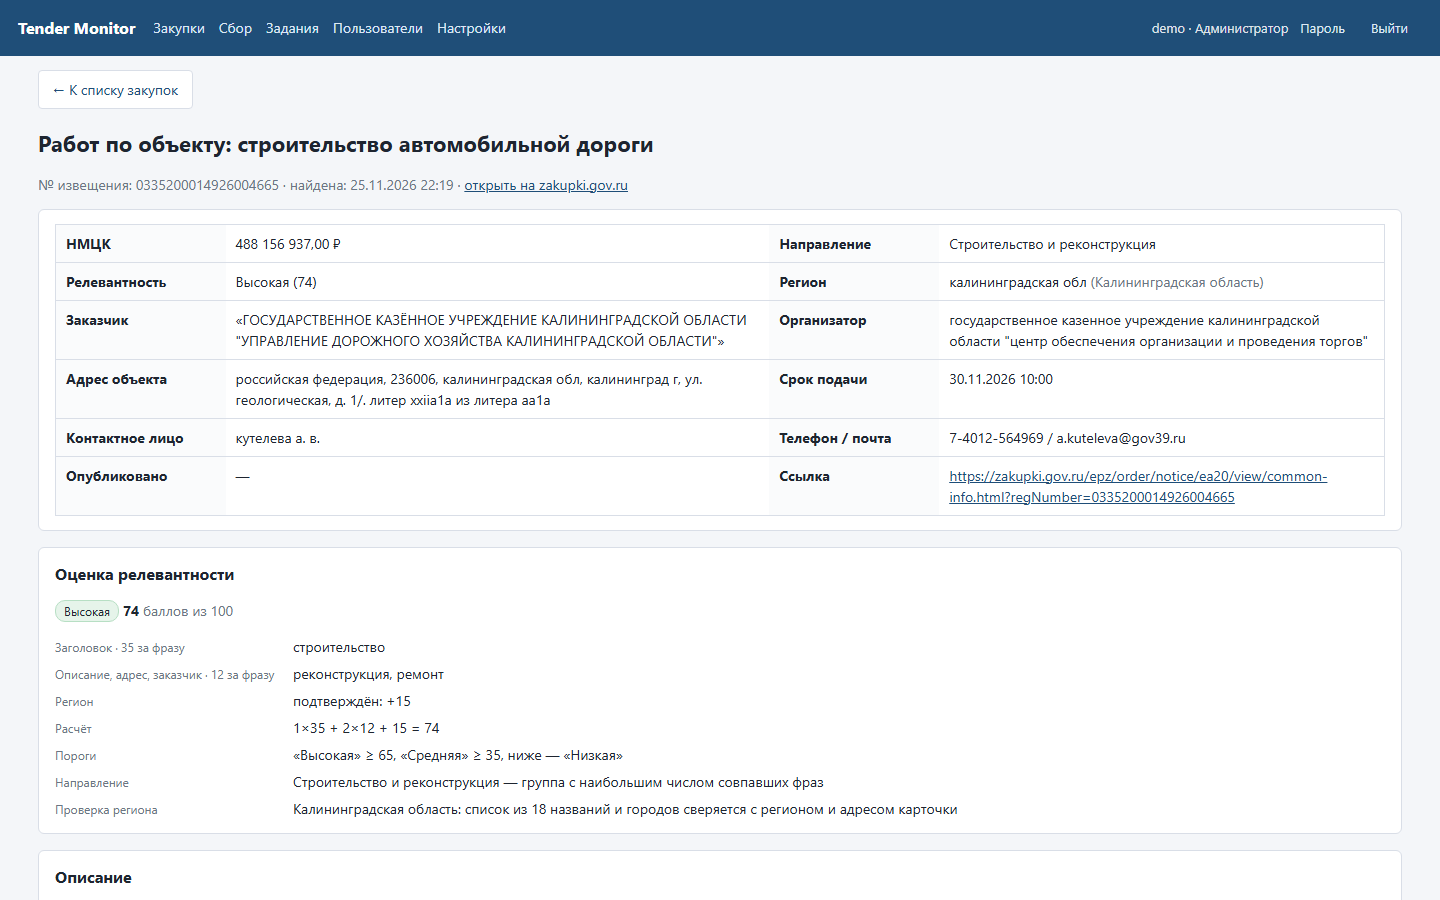 Tender Monitor Закупки Сбор Задания Пользователи Настройки demo · Администратор Пароль Выйти
← К списку закупок
Работ по объекту: строительство автомобильной дороги
№ извещения: 0335200014926004665 · найдена: 25.11.2026 22:19 · открыть на zakupki.gov.ru
НМЦК 488 156 937,00 ₽ Направление Строительство и реконструкция
Релевантность Высокая (74) Регион калининградская обл (Калининградская область)
Заказчик «ГОСУДАРСТВЕННОЕ КАЗЁННОЕ УЧРЕЖДЕНИЕ КАЛИНИНГРАДСКОЙ ОБЛАСТИ
"УПРАВЛЕНИЕ ДОРОЖНОГО ХОЗЯЙСТВА КАЛИНИНГРАДСКОЙ ОБЛАСТИ"»
Организатор государственное казенное учреждение калининградской
области "центр обеспечения организации и проведения торгов"
Адрес объекта российская федерация, 236006, калининградская обл, калининград г, ул.
геологическая, д. 1/. литер xxiia1a из литера aa1a
Срок подачи 30.11.2026 10:00
Контактное лицо кутелева а. в. Телефон / почта 7-4012-564969 / a.kuteleva@gov39.ru
Опубликовано — Ссылка https://zakupki.gov.ru/epz/order/notice/ea20/view/common-
info.html?regNumber=0335200014926004665
Оценка релевантности
Высокая 74 баллов из 100
Заголовок · 35 за фразу строительство
Описание, адрес, заказчик · 12 за фразу реконструкция, ремонт
Регион подтверждён: +15
Расчёт 1×35 + 2×12 + 15 = 74
Пороги «Высокая» ≥ 65, «Средняя» ≥ 35, ниже — «Низкая»
Направление Строительство и реконструкция — группа с наибольшим числом совпавших фраз
Проверка региона Калининградская область: список из 18 названий и городов сверяется с регионом и адресом карточки
Описание